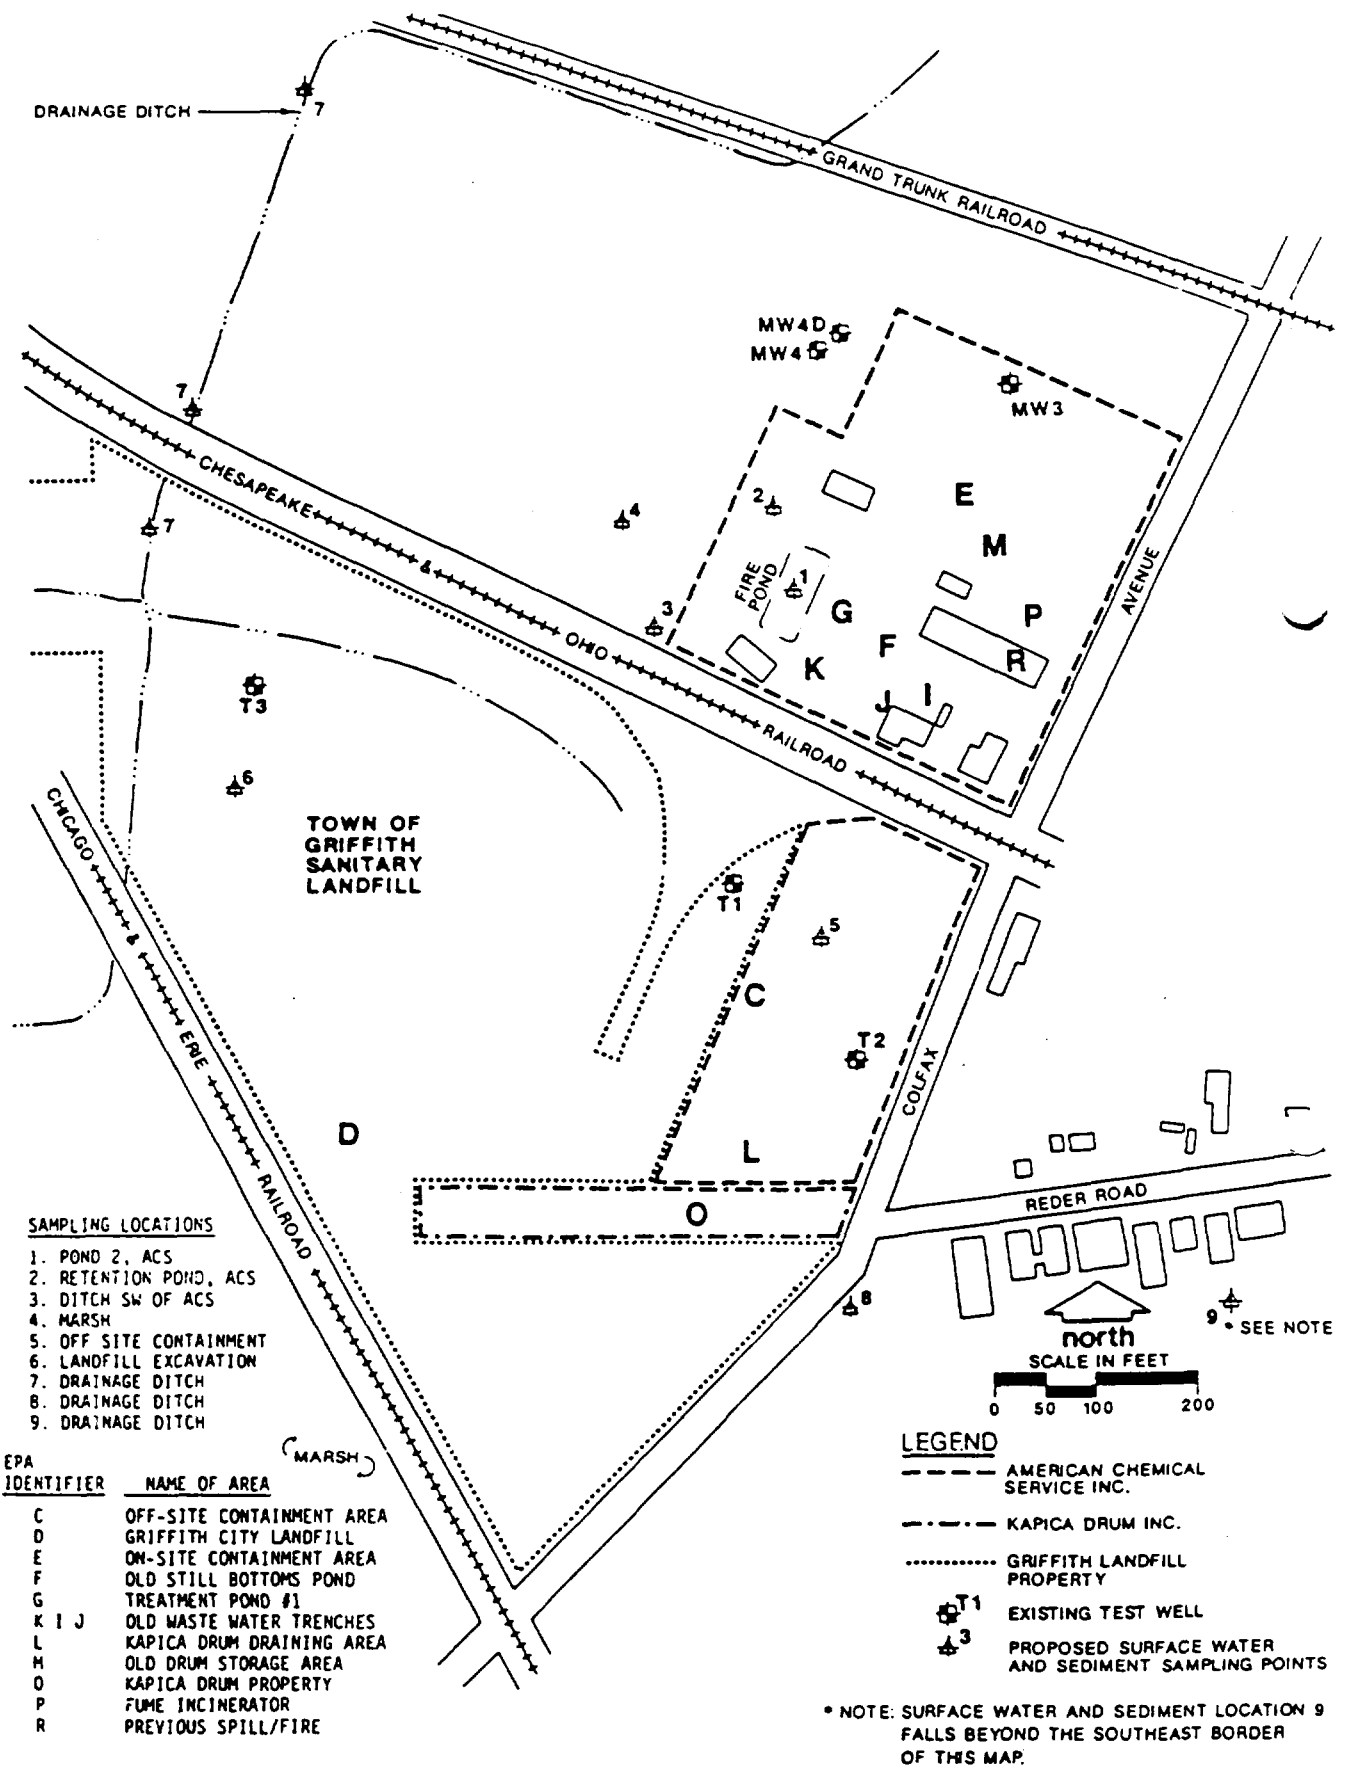 DRAINAGE DITCH
7
GRAND TRUNK RAILROAD
MW4D
MW4
MW3
7
CHESAPEAKE & OHIO RAILROAD
7
4
2
E
M
FIRE
POND
1
G
P
3
F
R
K
J
I
AVENUE
T3
6
TOWN OF
GRIFFITH
SANITARY
LANDFILL
CHICAGO & ERIE RAILROAD
T1
5
C
T2
COLFAX
D
L
O
REDER ROAD
8
9
* SEE NOTE
north
SCALE IN FEET
0 50 100 200
SAMPLING LOCATIONS
1. POND 2, ACS
2. RETENTION POND, ACS
3. DITCH SW OF ACS
4. MARSH
5. OFF SITE CONTAINMENT
6. LANDFILL EXCAVATION
7. DRAINAGE DITCH
8. DRAINAGE DITCH
9. DRAINAGE DITCH
MARSH
EPA
IDENTIFIER NAME OF AREA
C OFF-SITE CONTAINMENT AREA
D GRIFFITH CITY LANDFILL
E ON-SITE CONTAINMENT AREA
F OLD STILL BOTTOMS POND
G TREATMENT POND #1
K I J OLD WASTE WATER TRENCHES
L KAPICA DRUM DRAINING AREA
M OLD DRUM STORAGE AREA
O KAPICA DRUM PROPERTY
P FUME INCINERATOR
R PREVIOUS SPILL/FIRE
LEGEND
AMERICAN CHEMICAL
SERVICE INC.
KAPICA DRUM INC.
GRIFFITH LANDFILL
PROPERTY
T1 EXISTING TEST WELL
3 PROPOSED SURFACE WATER
AND SEDIMENT SAMPLING POINTS
* NOTE: SURFACE WATER AND SEDIMENT LOCATION 9
FALLS BEYOND THE SOUTHEAST BORDER
OF THIS MAP.